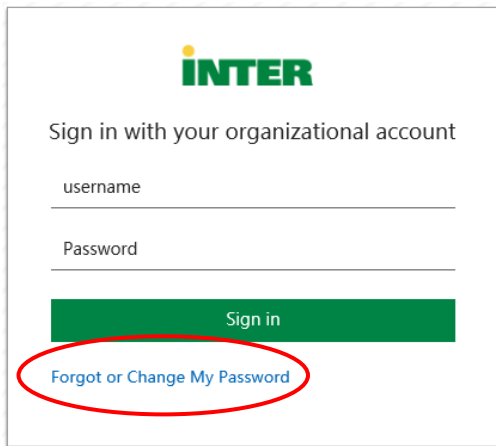 iNTER
Sign in with your organizational account
username
Password
Sign in
Forgot or Change My Password